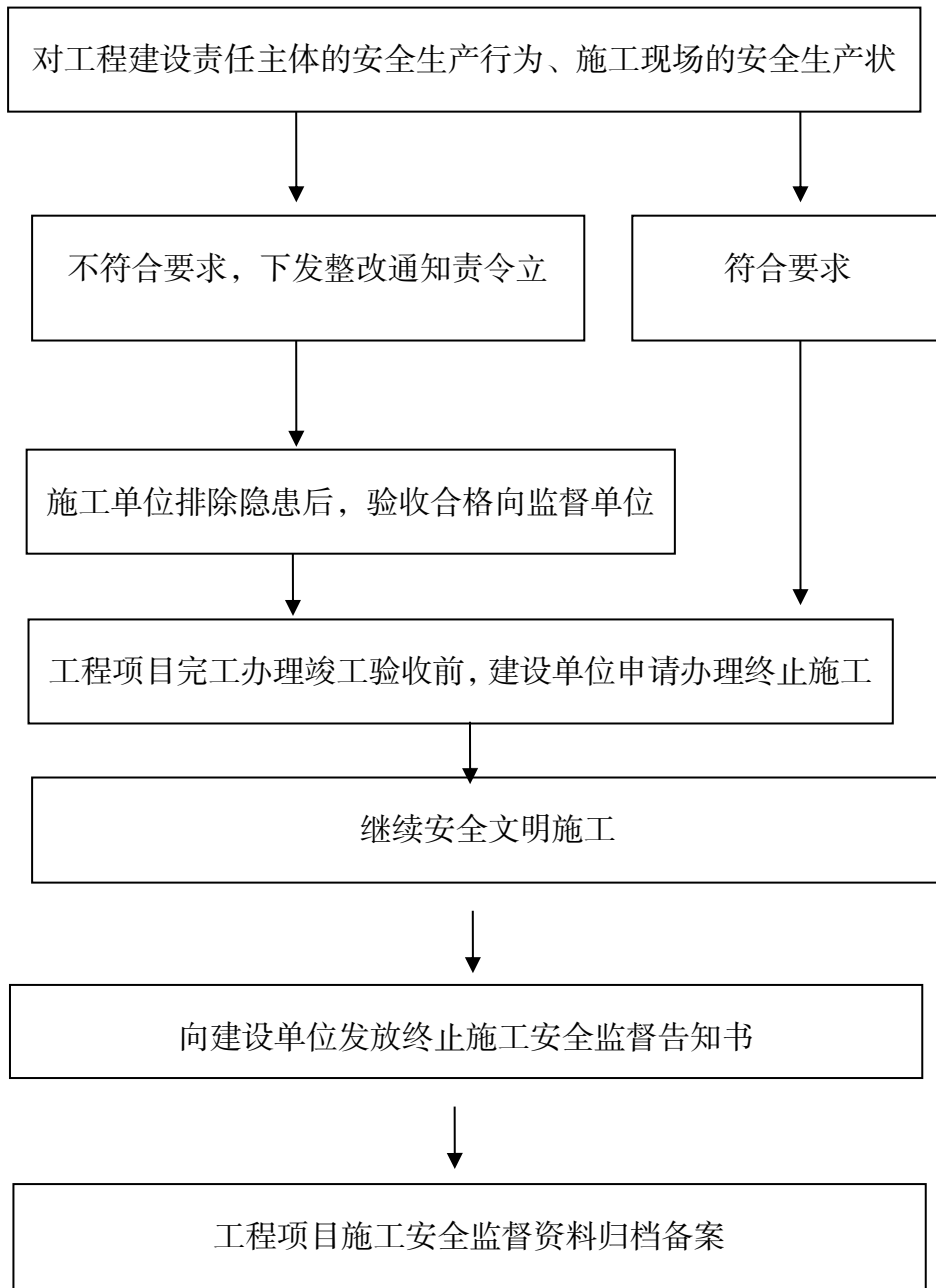 对工程建设责任主体的安全生产行为、施工现场的安全生产状
不符合要求，下发整改通知责令立
符合要求
施工单位排除隐患后，验收合格向监督单位
工程项目完工办理竣工验收前，建设单位申请办理终止施工
继续安全文明施工
向建设单位发放终止施工安全监督告知书
工程项目施工安全监督资料归档备案